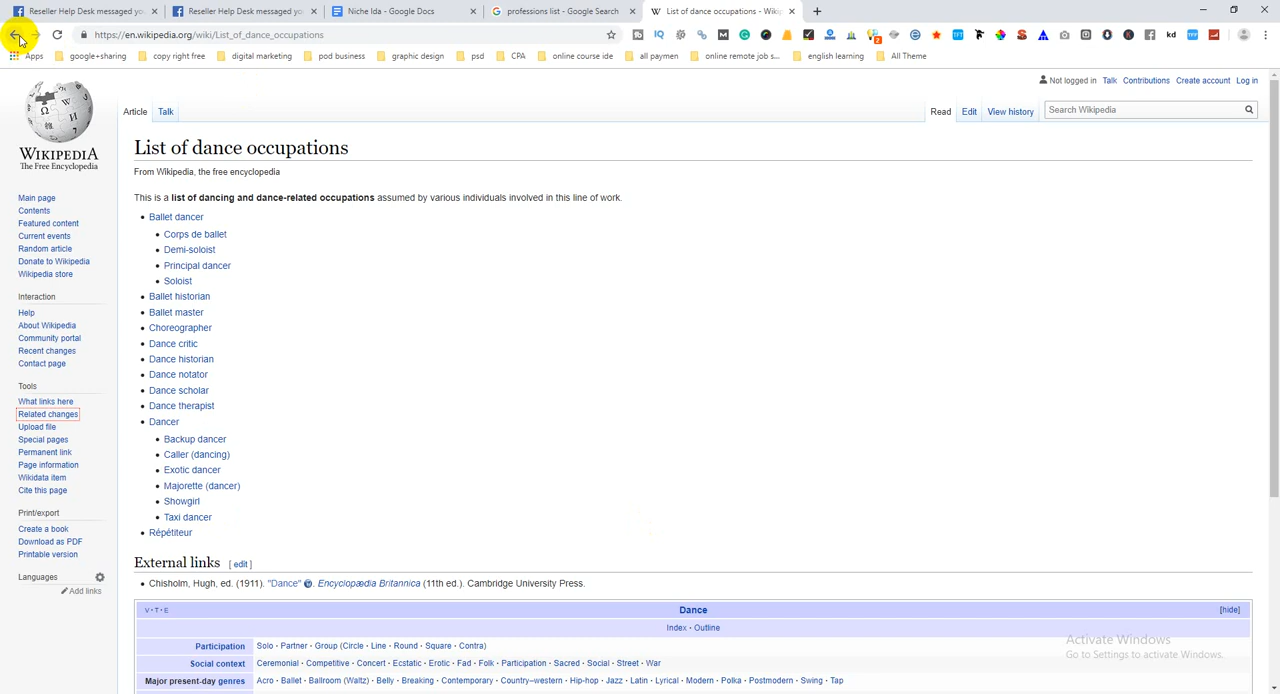 Reseller Help Desk messaged yo
Reseller Help Desk messaged yo
Niche Ida - Google Docs
professions list - Google Search
List of dance occupations - Wiki
https://en.wikipedia.org/wiki/List_of_dance_occupations
Apps
google+sharing
copy right free
digital marketing
pod business
graphic design
psd
CPA
online course ide
all paymen
online remote job s...
english learning
All Theme
Not logged in Talk Contributions Create account Log in
Article Talk
Read Edit View history
Search Wikipedia
WIKIPEDIA
The Free Encyclopedia
Main page
Contents
Featured content
Current events
Random article
Donate to Wikipedia
Wikipedia store
Interaction
Help
About Wikipedia
Community portal
Recent changes
Contact page
Tools
What links here
Related changes
Upload file
Special pages
Permanent link
Page information
Wikidata item
Cite this page
Print/export
Create a book
Download as PDF
Printable version
Languages
Add links
List of dance occupations
From Wikipedia, the free encyclopedia
This is a list of dancing and dance-related occupations assumed by various individuals involved in this line of work.
• Ballet dancer
• Corps de ballet
• Demi-soloist
• Principal dancer
• Soloist
• Ballet historian
• Ballet master
• Choreographer
• Dance critic
• Dance historian
• Dance notator
• Dance scholar
• Dance therapist
• Dancer
• Backup dancer
• Caller (dancing)
• Exotic dancer
• Majorette (dancer)
• Showgirl
• Taxi dancer
• Répétiteur
External links [ edit ]
• Chisholm, Hugh, ed. (1911). "Dance" . Encyclopædia Britannica (11th ed.). Cambridge University Press.
V · T · E Dance [hide]
Index · Outline
Participation Solo · Partner · Group (Circle · Line · Round · Square · Contra)
Social context Ceremonial · Competitive · Concert · Ecstatic · Erotic · Fad · Folk · Participation · Sacred · Social · Street · War
Major present-day genres Acro · Ballet · Ballroom (Waltz) · Belly · Breaking · Contemporary · Country–western · Hip-hop · Jazz · Latin · Lyrical · Modern · Polka · Postmodern · Swing · Tap
Activate Windows
Go to Settings to activate Windows.